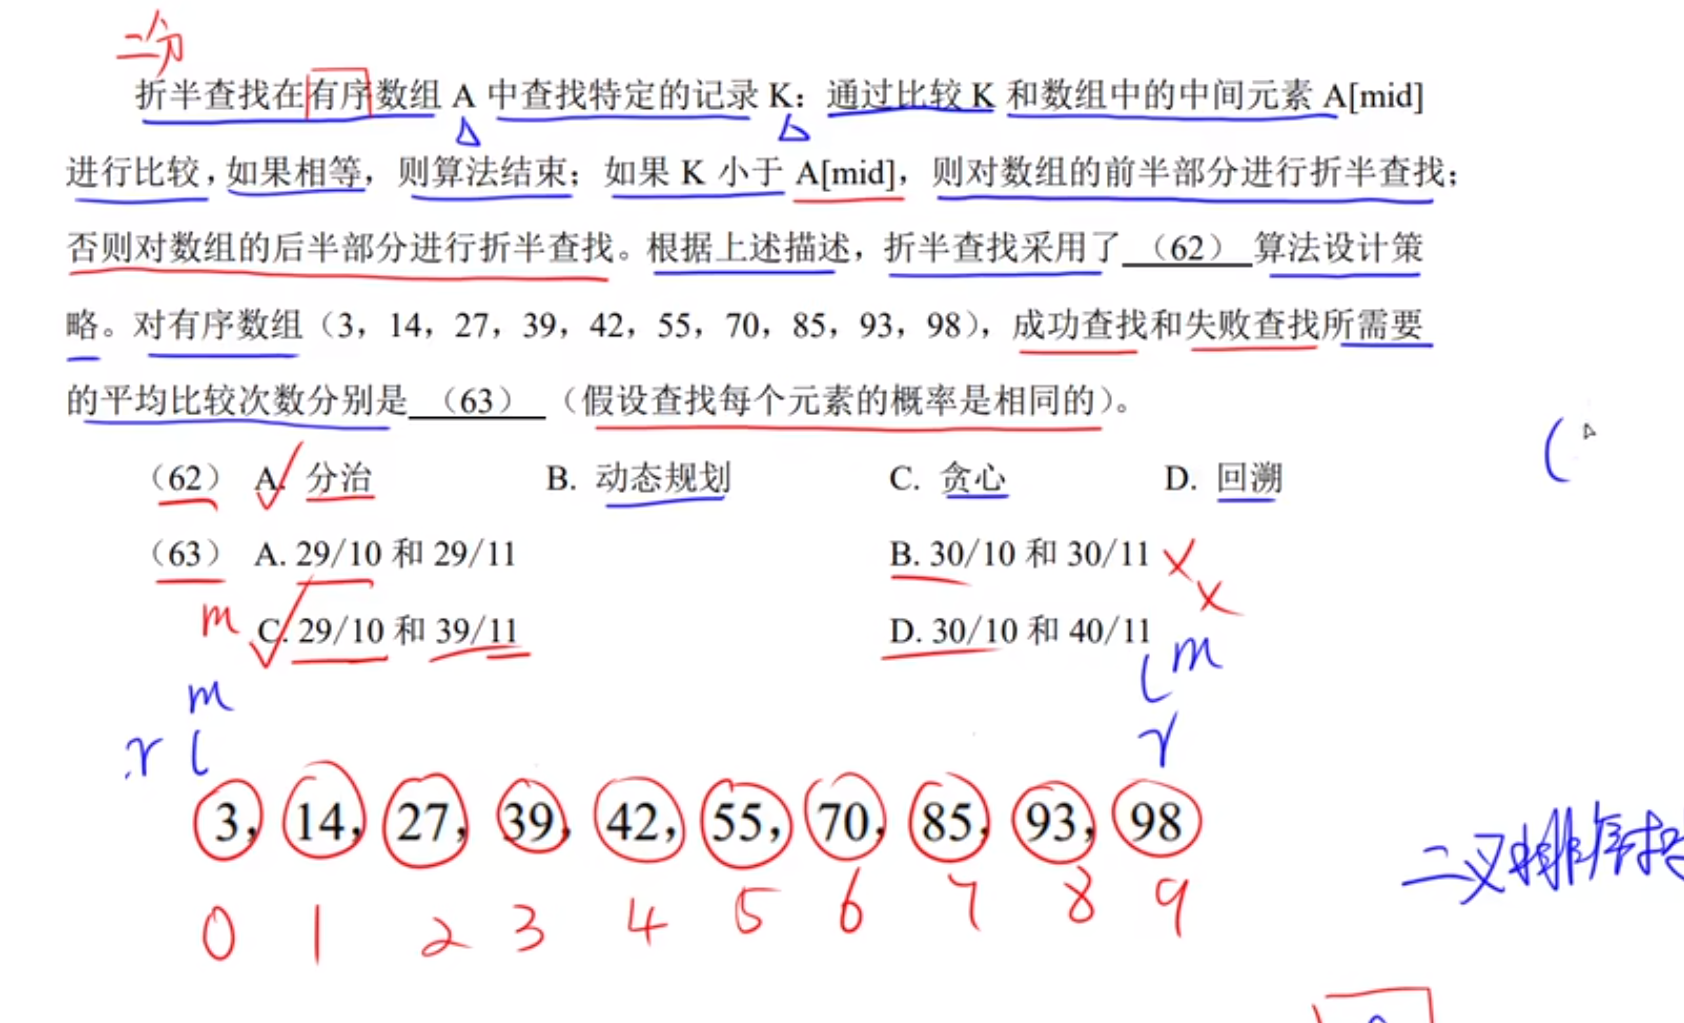 二分
折半查找在有序数组 A 中查找特定的记录 K：通过比较 K 和数组中的中间元素 A[mid]
进行比较，如果相等，则算法结束；如果 K 小于 A[mid]，则对数组的前半部分进行折半查找；
否则对数组的后半部分进行折半查找。根据上述描述，折半查找采用了 （62） 算法设计策
略。对有序数组（3，14，27，39，42，55，70，85，93，98），成功查找和失败查找所需要
的平均比较次数分别是 （63） （假设查找每个元素的概率是相同的）。
（62） A. 分治 B. 动态规划 C. 贪心 D. 回溯
（63） A. 29/10 和 29/11 B. 30/10 和 30/11
m C. 29/10 和 39/11 D. 30/10 和 40/11
m l m
r l r
3, 14, 27, 39, 42, 55, 70, 85, 93, 98
二叉排序
0 1 2 3 4 5 6 7 8 9